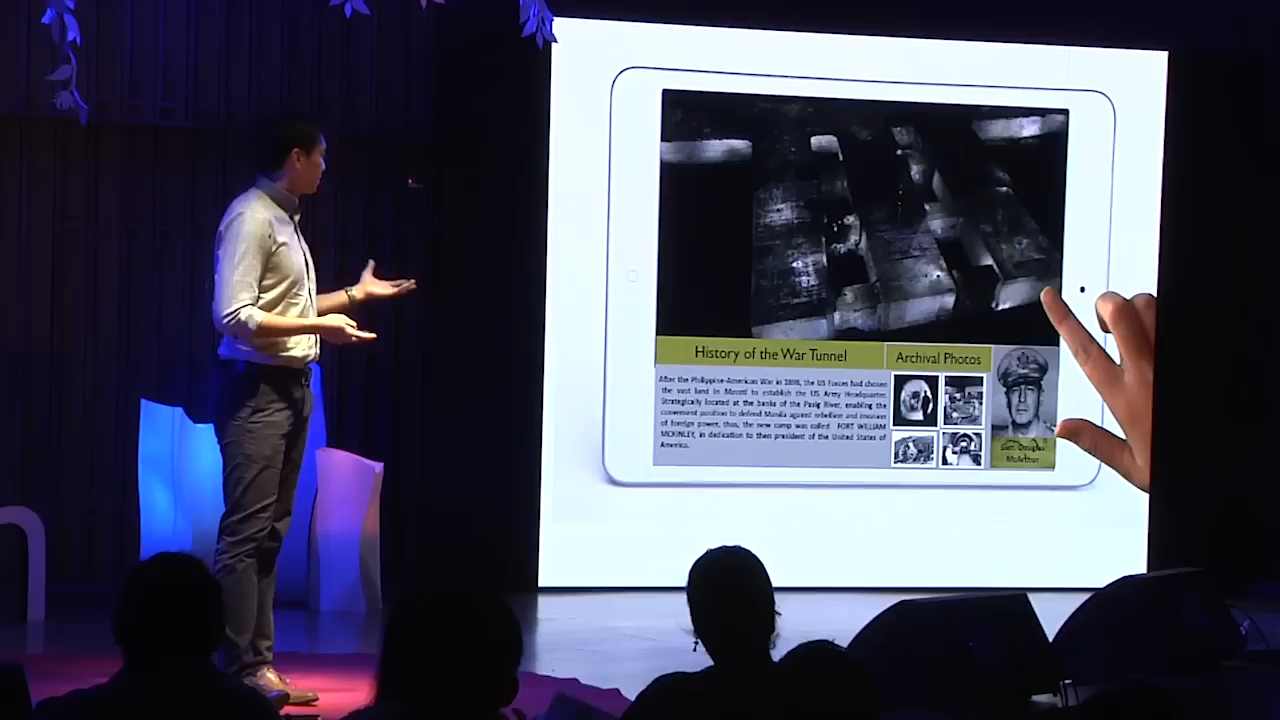 History of the War Tunnel
Archival Photos
After the Philippine-American War in 1898, the US Forces had chosen
the vast land in Makati to establish the US Army Headquarter.
Strategically located at the banks of the Pasig River, enabling the
convenient position to defend Manila against rebellion and invasion
of foreign power, thus, the new camp was called FORT WILLIAM
MCKINLEY, in dedication to then president of the United States of
America.
Gen. Douglas
McArthur